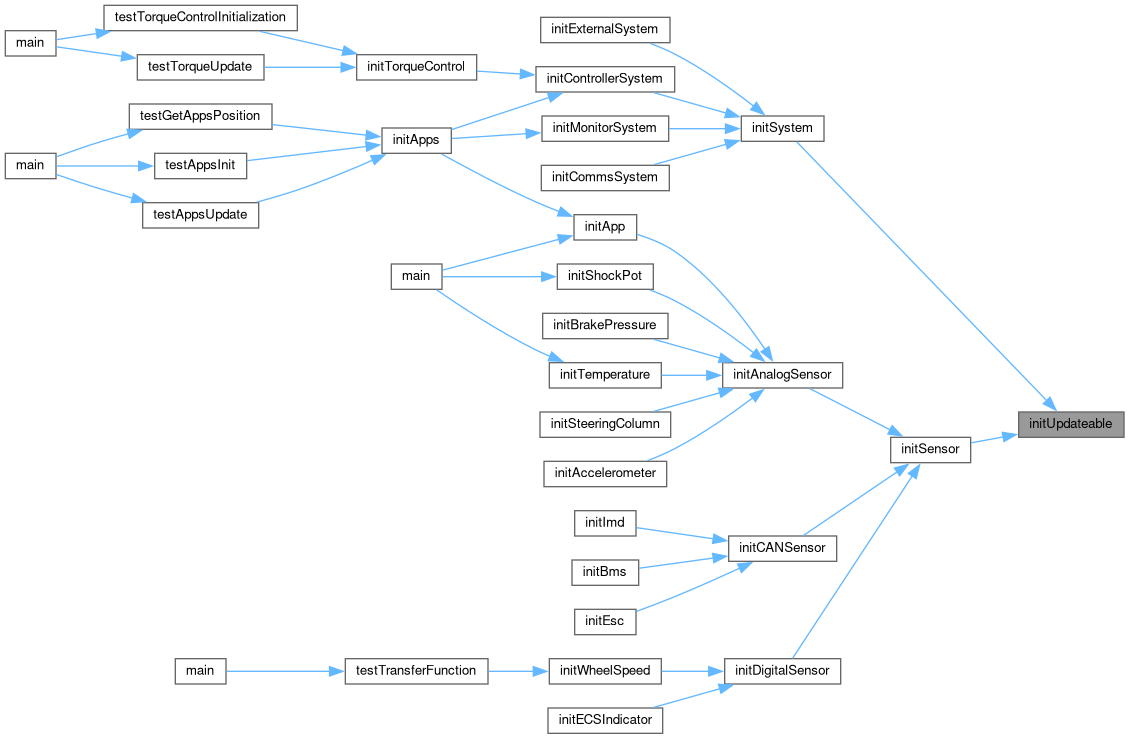 testTorqueControlInitialization
main
initExternalSystem
testTorqueUpdate
initTorqueControl
initControllerSystem
testGetAppsPosition
initApps
initMonitorSystem
initSystem
main
testAppsInit
initCommsSystem
testAppsUpdate
initApp
main
initShockPot
initBrakePressure
initTemperature
initAnalogSensor
initSteeringColumn
initUpdateable
initSensor
initAccelerometer
initImd
initCANSensor
initBms
initEsc
main
testTransferFunction
initWheelSpeed
initDigitalSensor
initECSIndicator